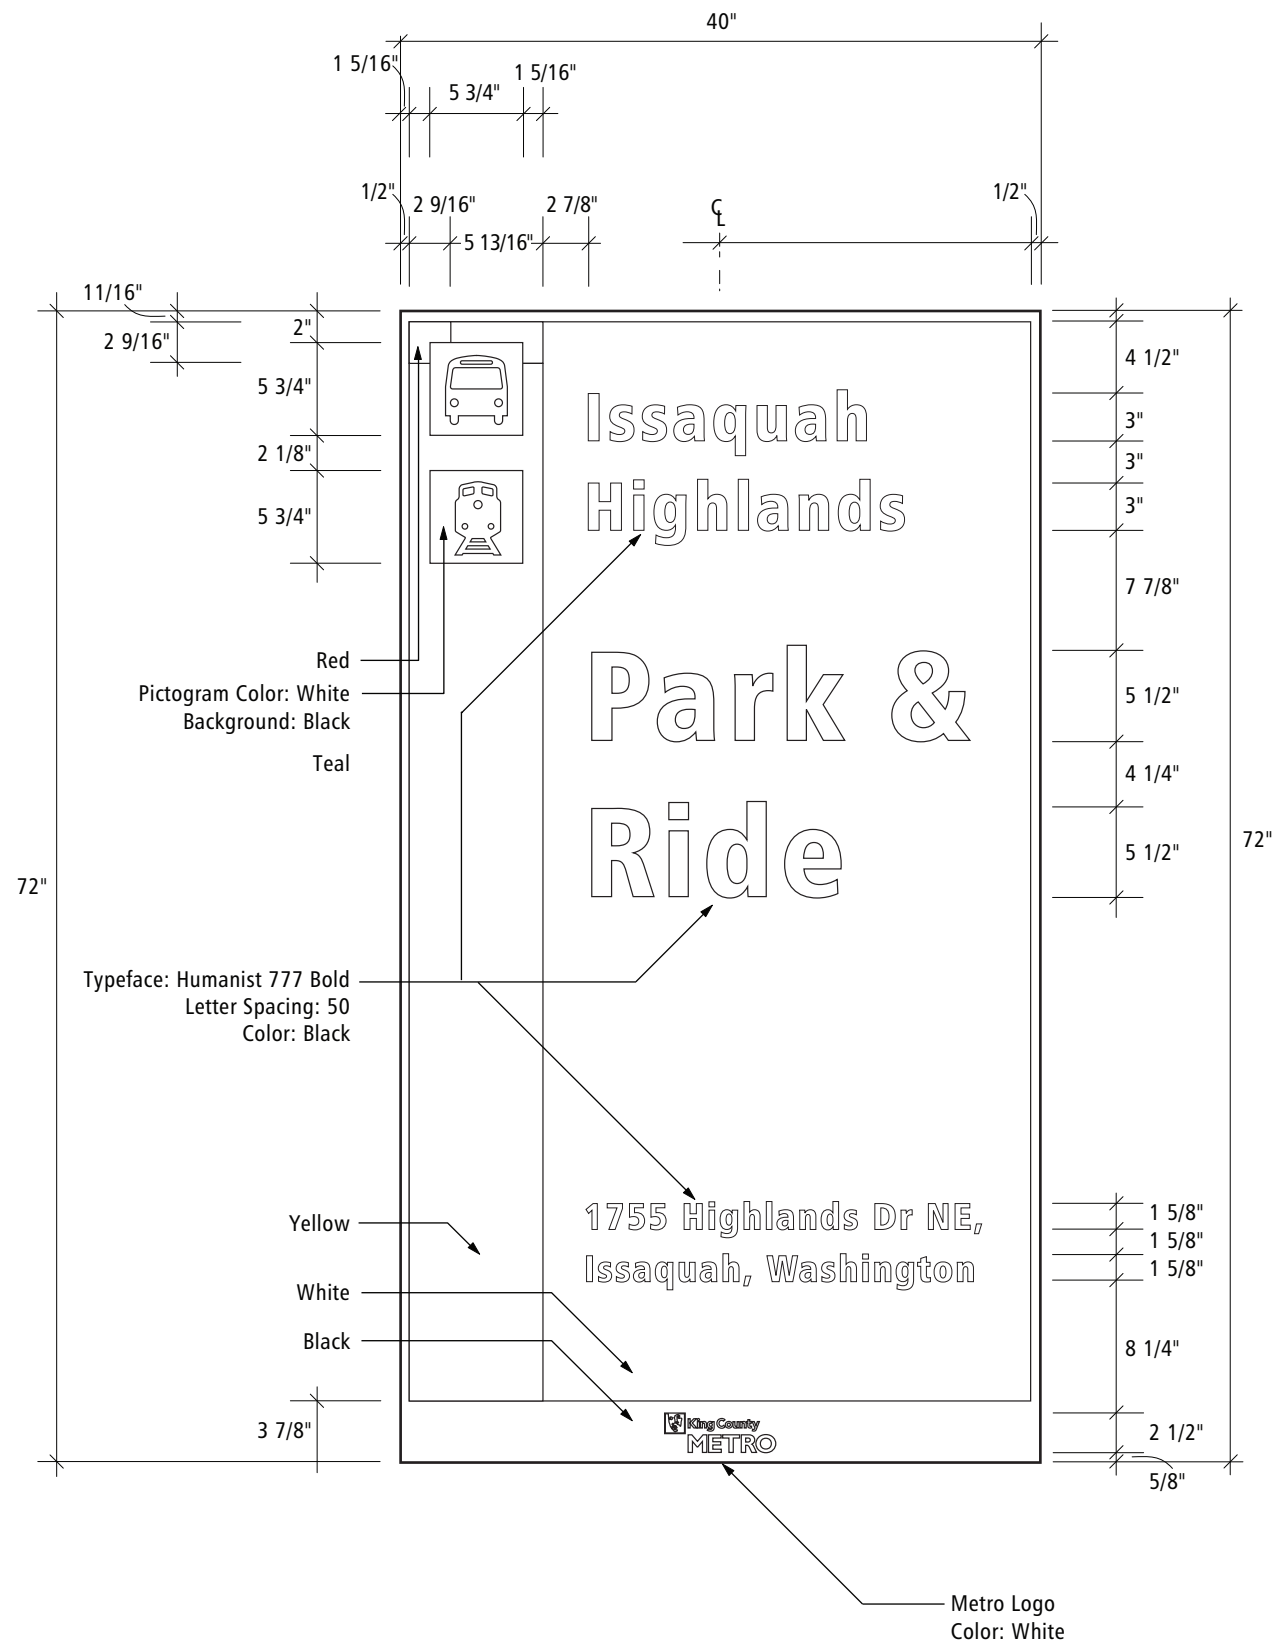 40"
1 5/16"
1 5/16"
5 3/4"
1/2"
2 9/16"
2 7/8"
CL
1/2"
5 13/16"
11/16"
2"
2 9/16"
4 1/2"
5 3/4"
Issaquah
3"
2 1/8"
3"
Highlands
3"
5 3/4"
7 7/8"
Red
Pictogram Color: White
Background: Black
Park &
5 1/2"
Teal
4 1/4"
Ride
5 1/2"
72"
72"
Typeface: Humanist 777 Bold
Letter Spacing: 50
Color: Black
1755 Highlands Dr NE,
1 5/8"
Yellow
1 5/8"
Issaquah, Washington
1 5/8"
White
Black
8 1/4"
3 7/8"
King County
METRO
2 1/2"
5/8"
Metro Logo
Color: White